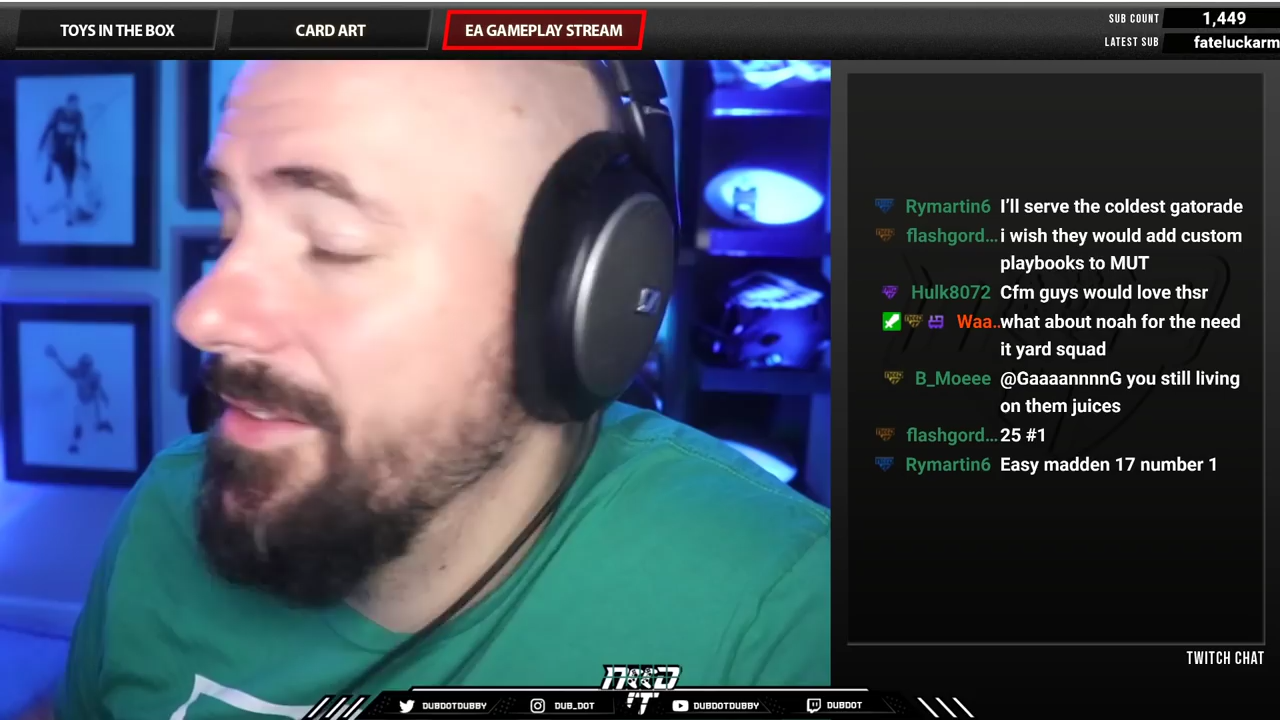 TOYS IN THE BOX
CARD ART
EA GAMEPLAY STREAM
SUB COUNT
1,449
LATEST SUB
fateluckarm
Rymartin6 I'll serve the coldest gatorade
flashgord... i wish they would add custom
playbooks to MUT
Hulk8072 Cfm guys would love thsr
Waa.. what about noah for the need
it yard squad
B_Moeee @GaaaannnnG you still living
on them juices
flashgord... 25 #1
Rymartin6 Easy madden 17 number 1
TWITCH CHAT
NEED
IT
DUBDOTDUBBY
DUB_DOT
DUBDOTDUBBY
DUBDOT